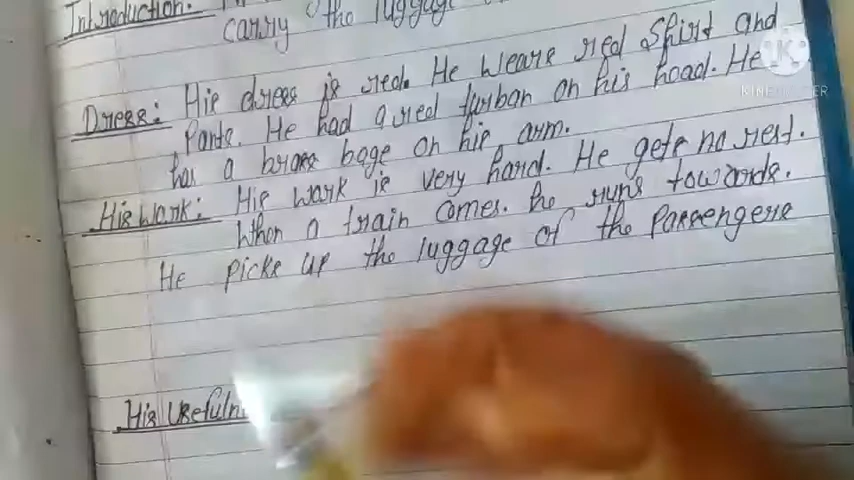 Introduction:
carry the luggage
Dress: His dress is red. He wears red Shirt and
Pants. He had a red turban on his head. He
has a brass bage on his arm.
His work: His work is very hard. He gets no rest.
When a train comes. he runs towards.
He picks up the luggage of the Passengers
His Usefuln
KINEMASTER